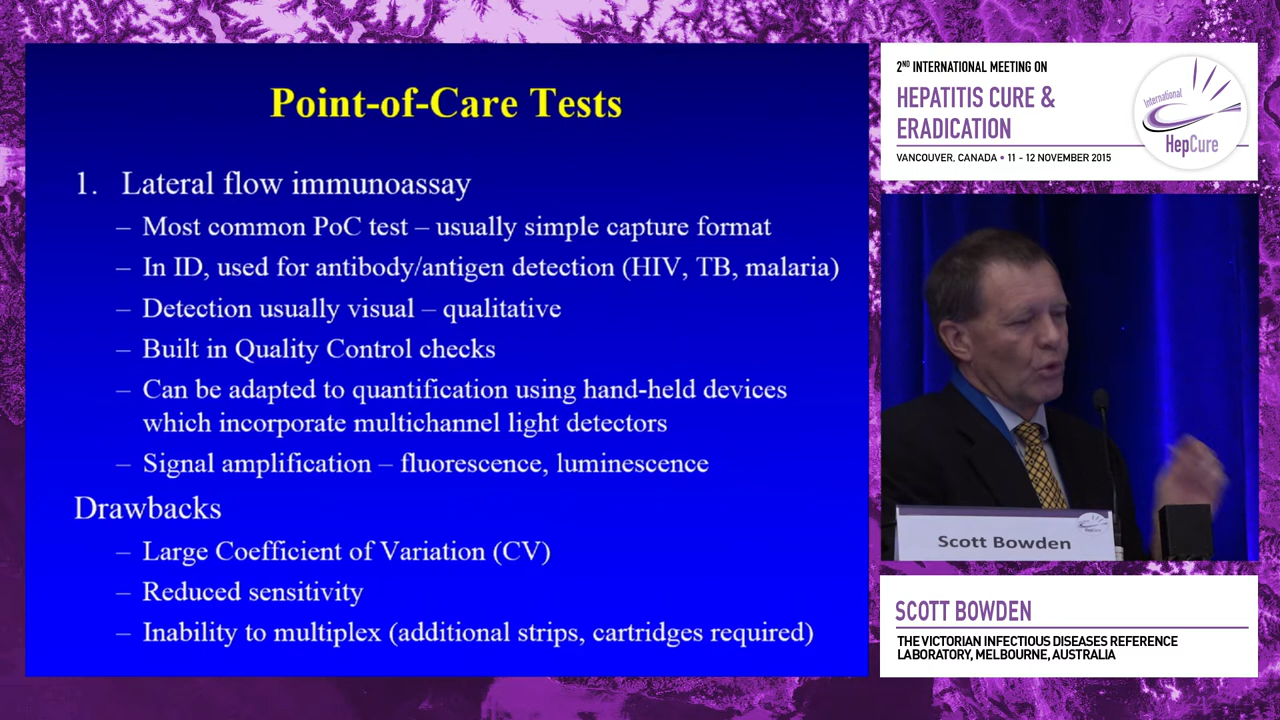 Point-of-Care Tests
1. Lateral flow immunoassay
– Most common PoC test – usually simple capture format
– In ID, used for antibody/antigen detection (HIV, TB, malaria)
– Detection usually visual – qualitative
– Built in Quality Control checks
– Can be adapted to quantification using hand-held devices
which incorporate multichannel light detectors
– Signal amplification – fluorescence, luminescence
Drawbacks
– Large Coefficient of Variation (CV)
– Reduced sensitivity
– Inability to multiplex (additional strips, cartridges required)
2ND INTERNATIONAL MEETING ON
HEPATITIS CURE &
ERADICATION
VANCOUVER, CANADA • 11 - 12 NOVEMBER 2015
International
HepCure
Scott Bowden
SCOTT BOWDEN
THE VICTORIAN INFECTIOUS DISEASES REFERENCE
LABORATORY, MELBOURNE, AUSTRALIA